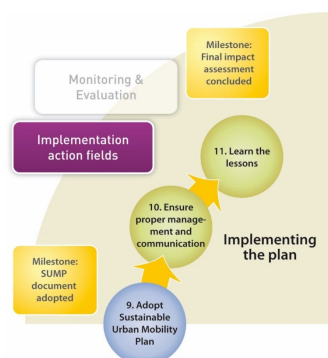 Milestone:
Final impact
assessment
concluded
Monitoring &
Evaluation
Implementation
action fields
11. Learn the
lessons
10. Ensure
proper manage-
ment and
communication
Implementing
the plan
Milestone:
SUMP
document
adopted
9. Adopt
Sustainable
Urban Mobility
Plan